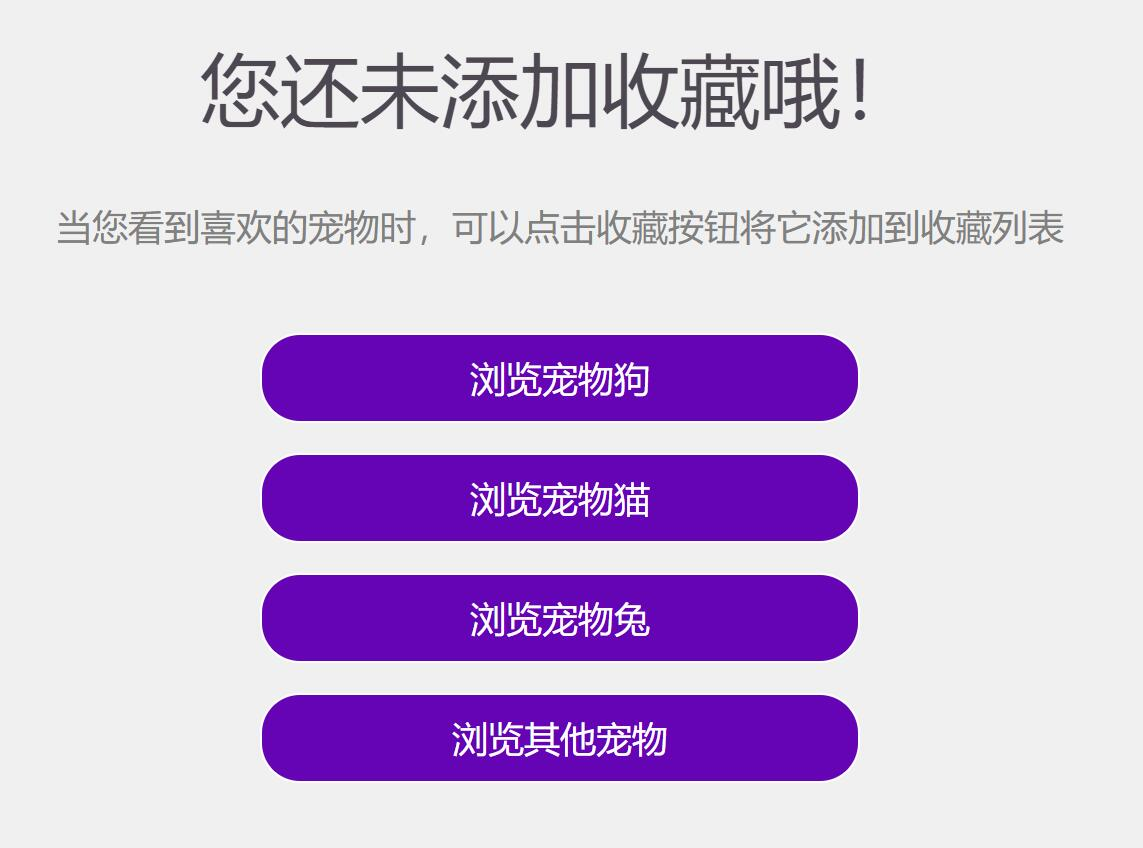 您还未添加收藏哦！
当您看到喜欢的宠物时，可以点击收藏按钮将它添加到收藏列表
浏览宠物狗
浏览宠物猫
浏览宠物兔
浏览其他宠物